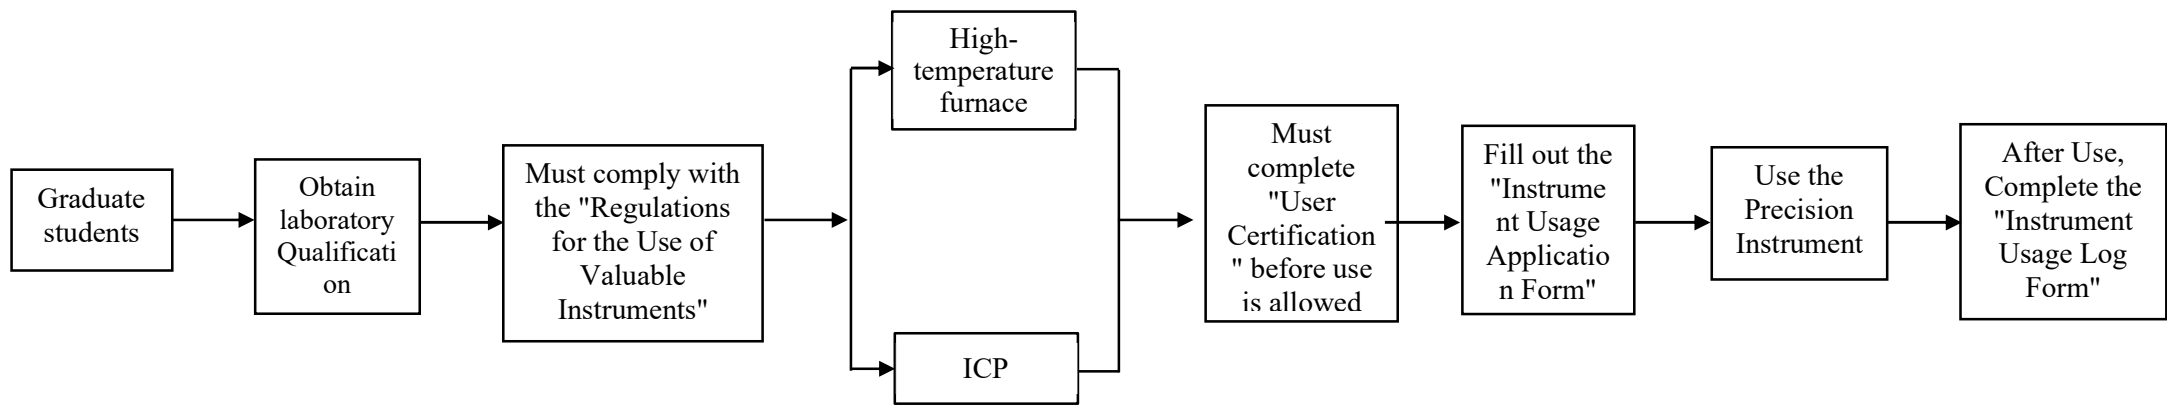 Graduate
students
Obtain
laboratory
Qualificati
on
Must comply with
the "Regulations
for the Use of
Valuable
Instruments"
High-
temperature
furnace
ICP
Must
complete
"User
Certification
" before use
is allowed
Fill out the
"Instrume
nt Usage
Applicatio
n Form"
Use the
Precision
Instrument
After Use,
Complete the
"Instrument
Usage Log
Form"